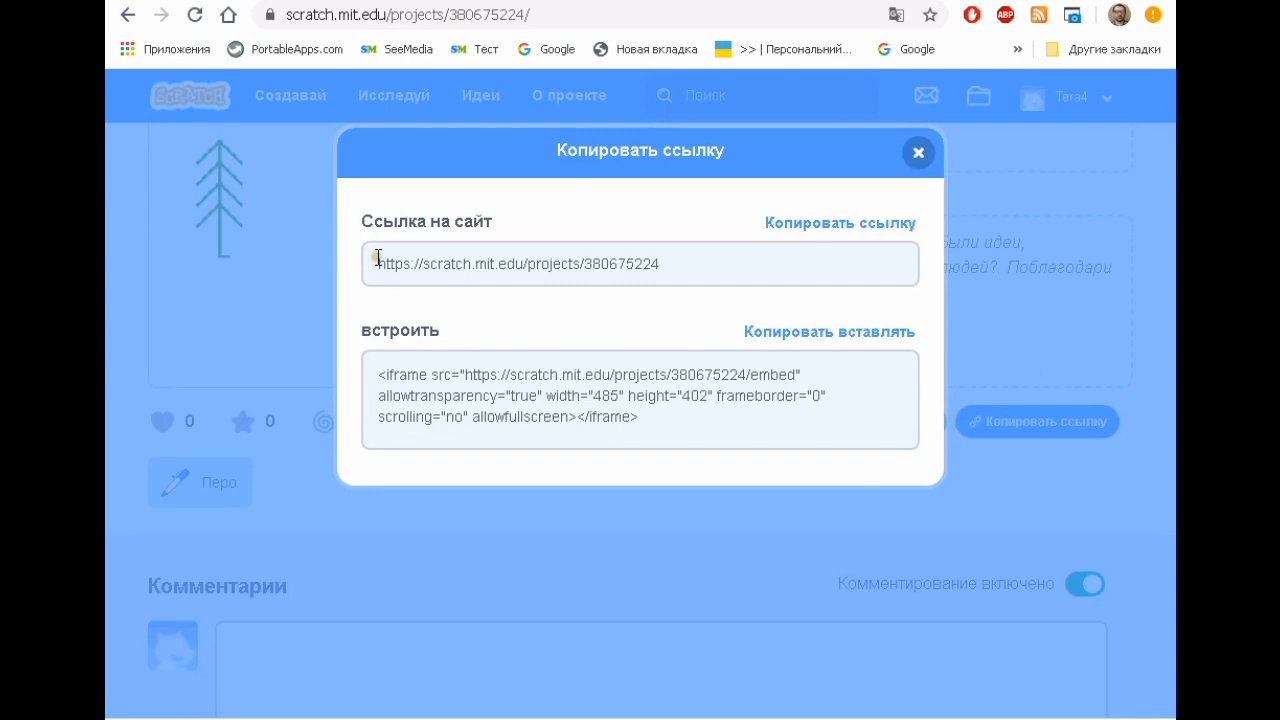 scratch.mit.edu/projects/380675224/
Приложения PortableApps.com SeeMedia Тест Google Новая вкладка >> | Персональний... Google » Другие закладки
SCRATCH Создавай Исследуй Идеи О проекте Поиск Tera4
Копировать ссылку
Ссылка на сайт Копировать ссылку
https://scratch.mit.edu/projects/380675224
были идеи,
людей? Поблагодари
встроить Копировать вставлять
<iframe src="https://scratch.mit.edu/projects/380675224/embed"
allowtransparency="true" width="485" height="402" frameborder="0"
scrolling="no" allowfullscreen></iframe>
0 0 Копировать ссылку
Перо
Комментарии Комментирование включено